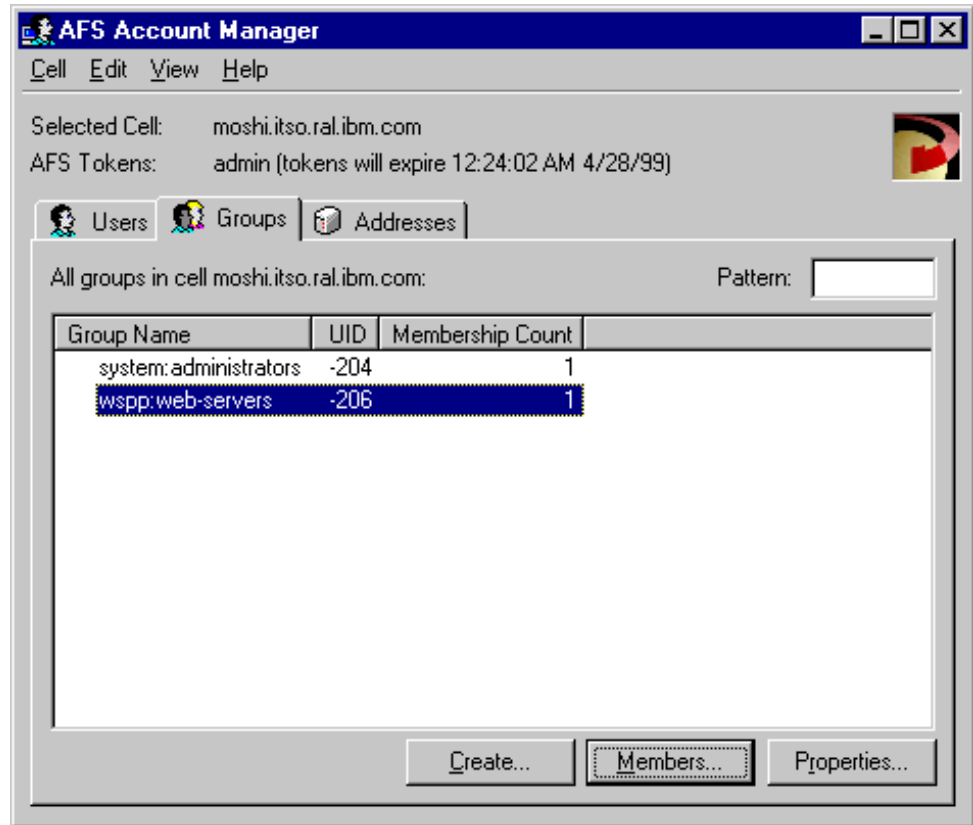 AFS Account Manager
Cell Edit View Help
Selected Cell: moshi.itso.ral.ibm.com
AFS Tokens: admin (tokens will expire 12:24:02 AM 4/28/99)
Users Groups Addresses
All groups in cell moshi.itso.ral.ibm.com: Pattern:
Group Name UID Membership Count
system:administrators -204 1
wspp:web-servers -206 1
Create... Members... Properties...